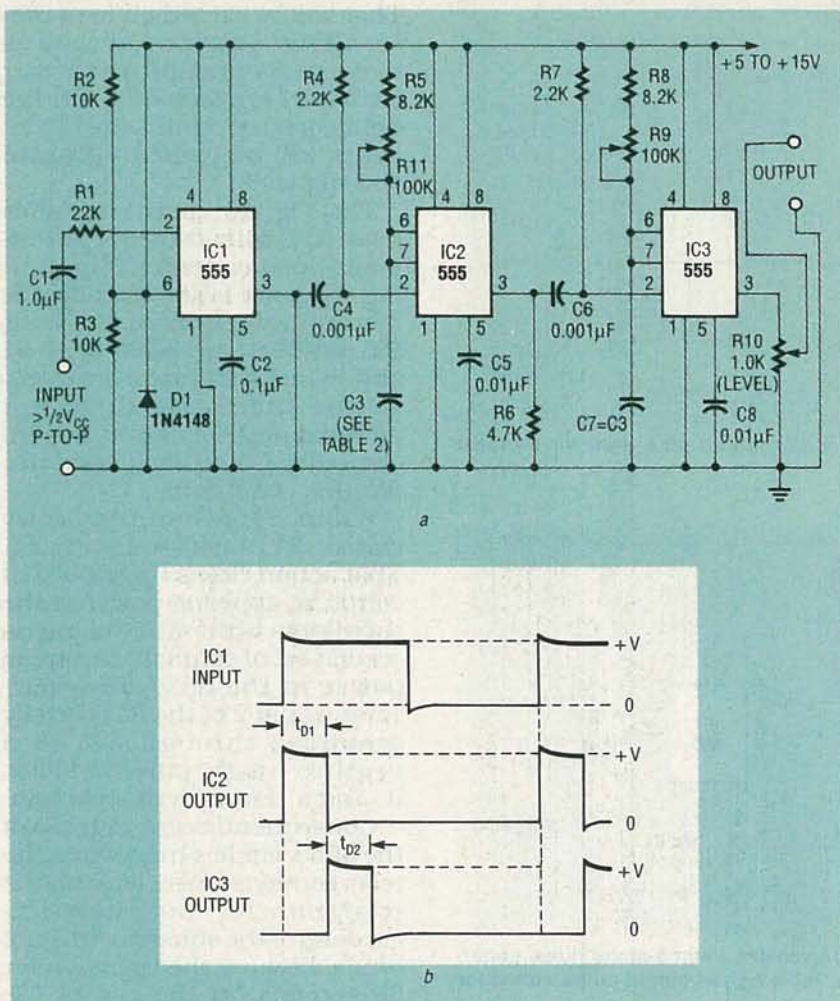 R2
10K
R4
2.2K
R5
8.2K
R7
2.2K
R8
8.2K
+5 TO +15V
R11
100K
R9
100K
OUTPUT
R1
22K
4 8
2
6
1 5
IC1
555
3
4 8
6
7
2
1 5
IC2
555
3
4 8
6
7
2
1 5
IC3
555
3
C1
1.0µF
C4
0.001µF
C6
0.001µF
R3
10K
C2
0.1µF
C5
0.01µF
R10
1.0K
(LEVEL)
INPUT
>1/2VCC
P-TO-P
D1
1N4148
C3
(SEE
TABLE 2)
R6
4.7K
C7=C3
C8
0.01µF
a
IC1
INPUT
+V
0
tD1
IC2
OUTPUT
+V
0
tD2
IC3
OUTPUT
+V
0
b